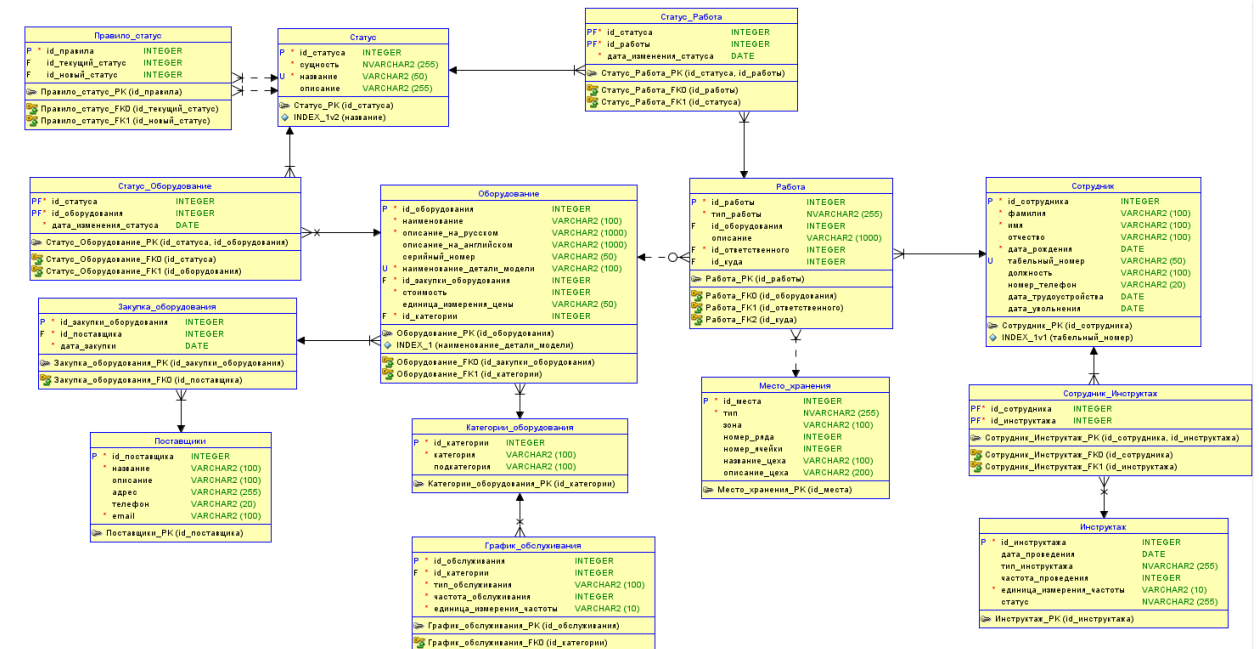 Правило_статус
P * id_правила INTEGER
F id_текущий_статус INTEGER
F id_новый_статус INTEGER
Правило_статус_PK (id_правила)
Правило_статус_FK0 (id_текущий_статус)
Правило_статус_FK1 (id_новый_статус)
Статус
P * id_статуса INTEGER
* сущность NVARCHAR2 (255)
U * название VARCHAR2 (50)
описание VARCHAR2 (255)
Статус_PK (id_статуса)
INDEX_1v2 (название)
Статус_Работа
PF* id_статуса INTEGER
PF* id_работы INTEGER
* дата_изменения_статуса DATE
Статус_Работа_PK (id_статуса, id_работы)
Статус_Работа_FK0 (id_работы)
Статус_Работа_FK1 (id_статуса)
Статус_Оборудование
PF* id_статуса INTEGER
PF* id_оборудования INTEGER
* дата_изменения_статуса DATE
Статус_Оборудование_PK (id_статуса, id_оборудования)
Статус_Оборудование_FK0 (id_статуса)
Статус_Оборудование_FK1 (id_оборудования)
Оборудование
P * id_оборудования INTEGER
* наименование VARCHAR2 (100)
* описание_на_русском VARCHAR2 (1000)
описание_на_английском VARCHAR2 (1000)
серийный_номер VARCHAR2 (50)
U * наименование_детали_модели VARCHAR2 (100)
F * id_закупки_оборудования INTEGER
* стоимость INTEGER
единица_измерения_цены VARCHAR2 (50)
F * id_категории INTEGER
Оборудование_PK (id_оборудования)
INDEX_1 (наименование_детали_модели)
Оборудование_FK0 (id_закупки_оборудования)
Оборудование_FK1 (id_категории)
Работа
P * id_работы INTEGER
* тип_работы NVARCHAR2 (255)
F id_оборудования INTEGER
описание VARCHAR2 (1000)
F * id_ответственного INTEGER
F id_куда INTEGER
Работа_PK (id_работы)
Работа_FK0 (id_оборудования)
Работа_FK1 (id_ответственного)
Работа_FK2 (id_куда)
Сотрудник
P * id_сотрудника INTEGER
* фамилия VARCHAR2 (100)
* имя VARCHAR2 (100)
отчество VARCHAR2 (100)
* дата_рождения DATE
U табельный_номер VARCHAR2 (50)
должность VARCHAR2 (100)
номер_телефон VARCHAR2 (20)
дата_трудоустройства DATE
дата_увольнения DATE
Сотрудник_PK (id_сотрудника)
INDEX_1v1 (табельный_номер)
Закупка_оборудования
P * id_закупки_оборудования INTEGER
F * id_поставщика INTEGER
* дата_закупки DATE
Закупка_оборудования_PK (id_закупки_оборудования)
Закупка_оборудования_FK0 (id_поставщика)
Место_хранения
P * id_места INTEGER
* тип NVARCHAR2 (255)
зона VARCHAR2 (100)
номер_ряда INTEGER
номер_ячейки INTEGER
название_цеха VARCHAR2 (100)
описание_цеха VARCHAR2 (200)
Место_хранения_PK (id_места)
Сотрудник_Инструктаж
PF* id_сотрудника INTEGER
PF* id_инструктажа INTEGER
Сотрудник_Инструктаж_PK (id_сотрудника, id_инструктажа)
Сотрудник_Инструктаж_FK0 (id_сотрудника)
Сотрудник_Инструктаж_FK1 (id_инструктажа)
Поставщики
P * id_поставщика INTEGER
* название VARCHAR2 (100)
описание VARCHAR2 (100)
адрес VARCHAR2 (255)
телефон VARCHAR2 (20)
* email VARCHAR2 (100)
Поставщики_PK (id_поставщика)
Категории_оборудования
P * id_категории INTEGER
* категория VARCHAR2 (100)
подкатегория VARCHAR2 (100)
Категории_оборудования_PK (id_категории)
График_обслуживания
P * id_обслуживания INTEGER
F * id_категории INTEGER
* тип_обслуживания VARCHAR2 (100)
* частота_обслуживания INTEGER
* единица_измерения_частоты VARCHAR2 (10)
График_обслуживания_PK (id_обслуживания)
График_обслуживания_FK0 (id_категории)
Инструктаж
P * id_инструктажа INTEGER
дата_проведения DATE
тип_инструктажа NVARCHAR2 (255)
частота_проведения INTEGER
* единица_измерения_частоты VARCHAR2 (10)
статус NVARCHAR2 (255)
Инструктаж_PK (id_инструктажа)